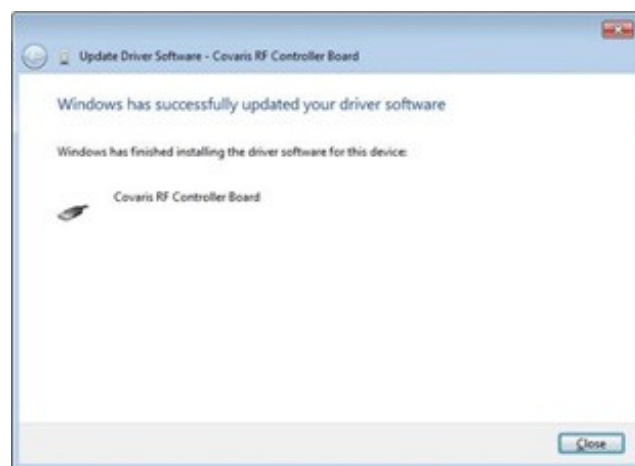 Update Driver Software - Covaris RF Controller Board
Windows has successfully updated your driver software
Windows has finished installing the driver software for this device:
Covaris RF Controller Board
Close